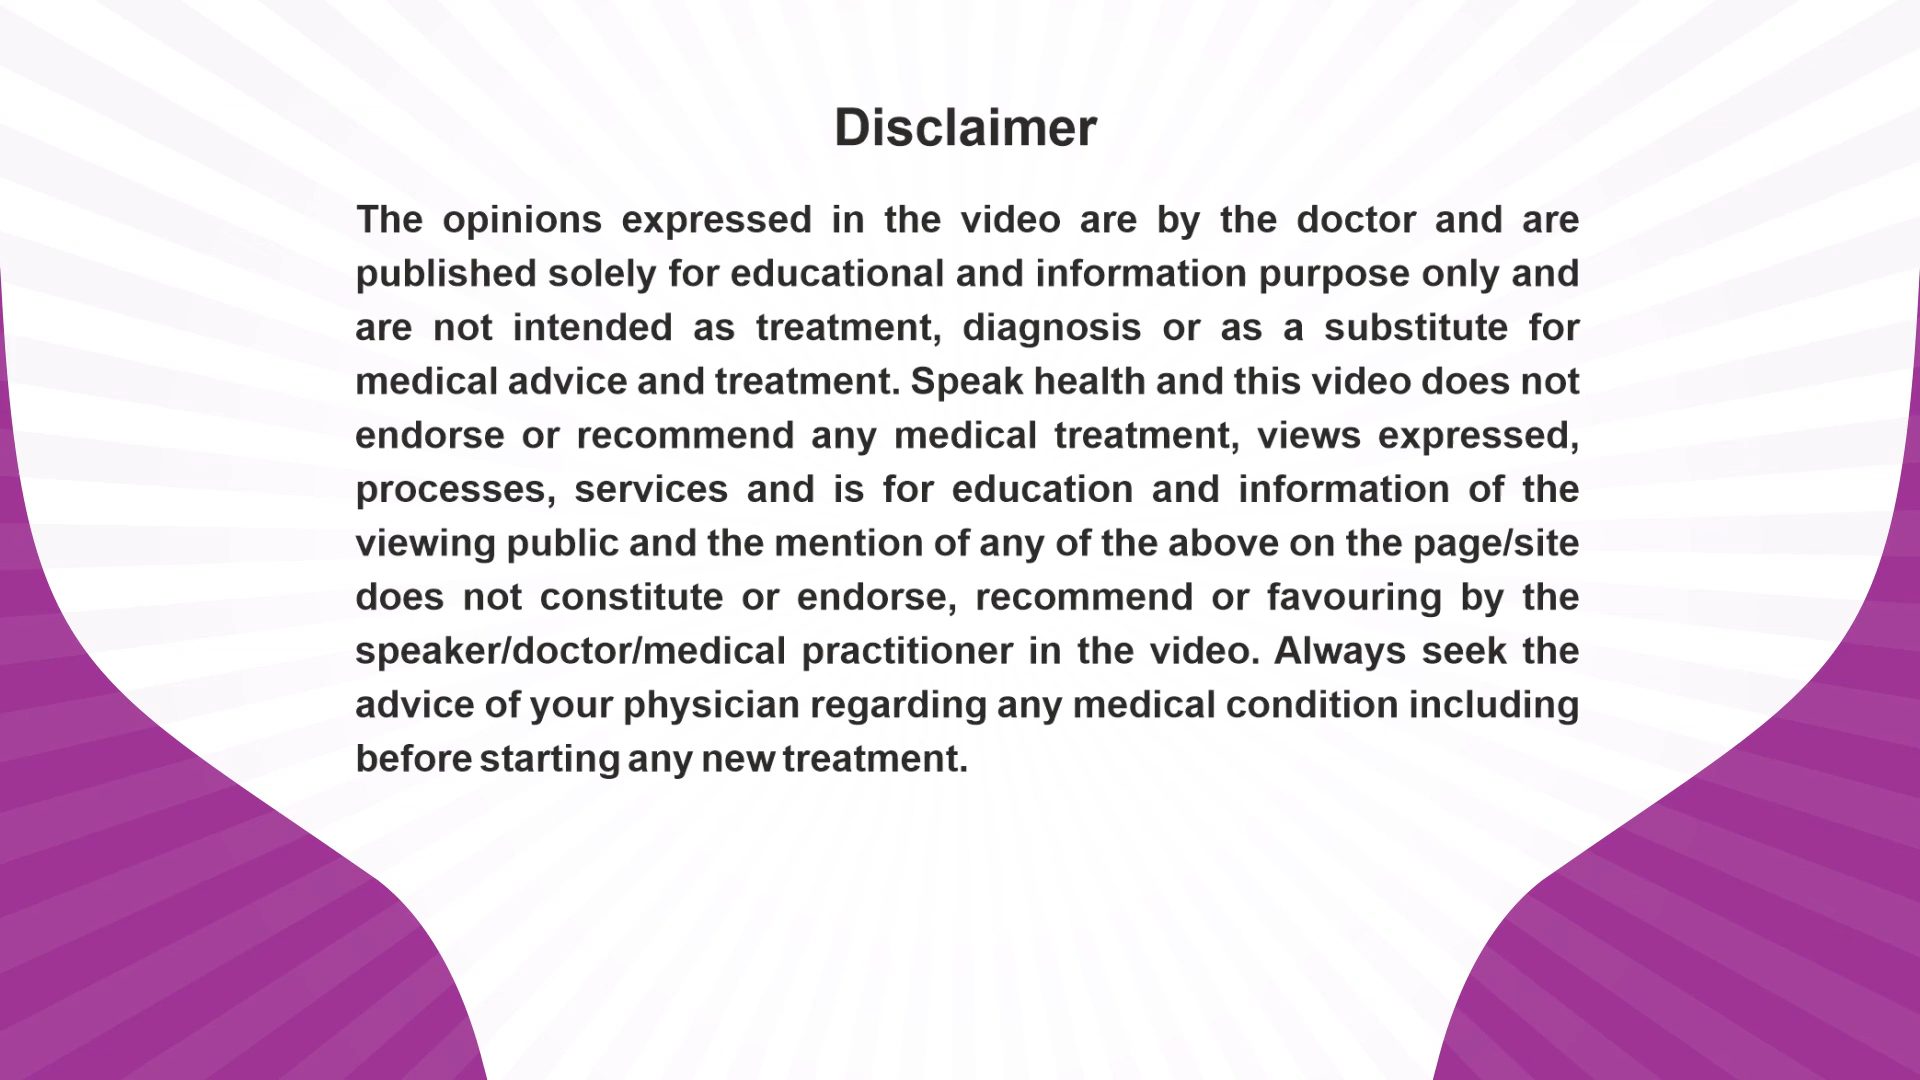 Disclaimer
The opinions expressed in the video are by the doctor and are
published solely for educational and information purpose only and
are not intended as treatment, diagnosis or as a substitute for
medical advice and treatment. Speak health and this video does not
endorse or recommend any medical treatment, views expressed,
processes, services and is for education and information of the
viewing public and the mention of any of the above on the page/site
does not constitute or endorse, recommend or favouring by the
speaker/doctor/medical practitioner in the video. Always seek the
advice of your physician regarding any medical condition including
before starting any new treatment.